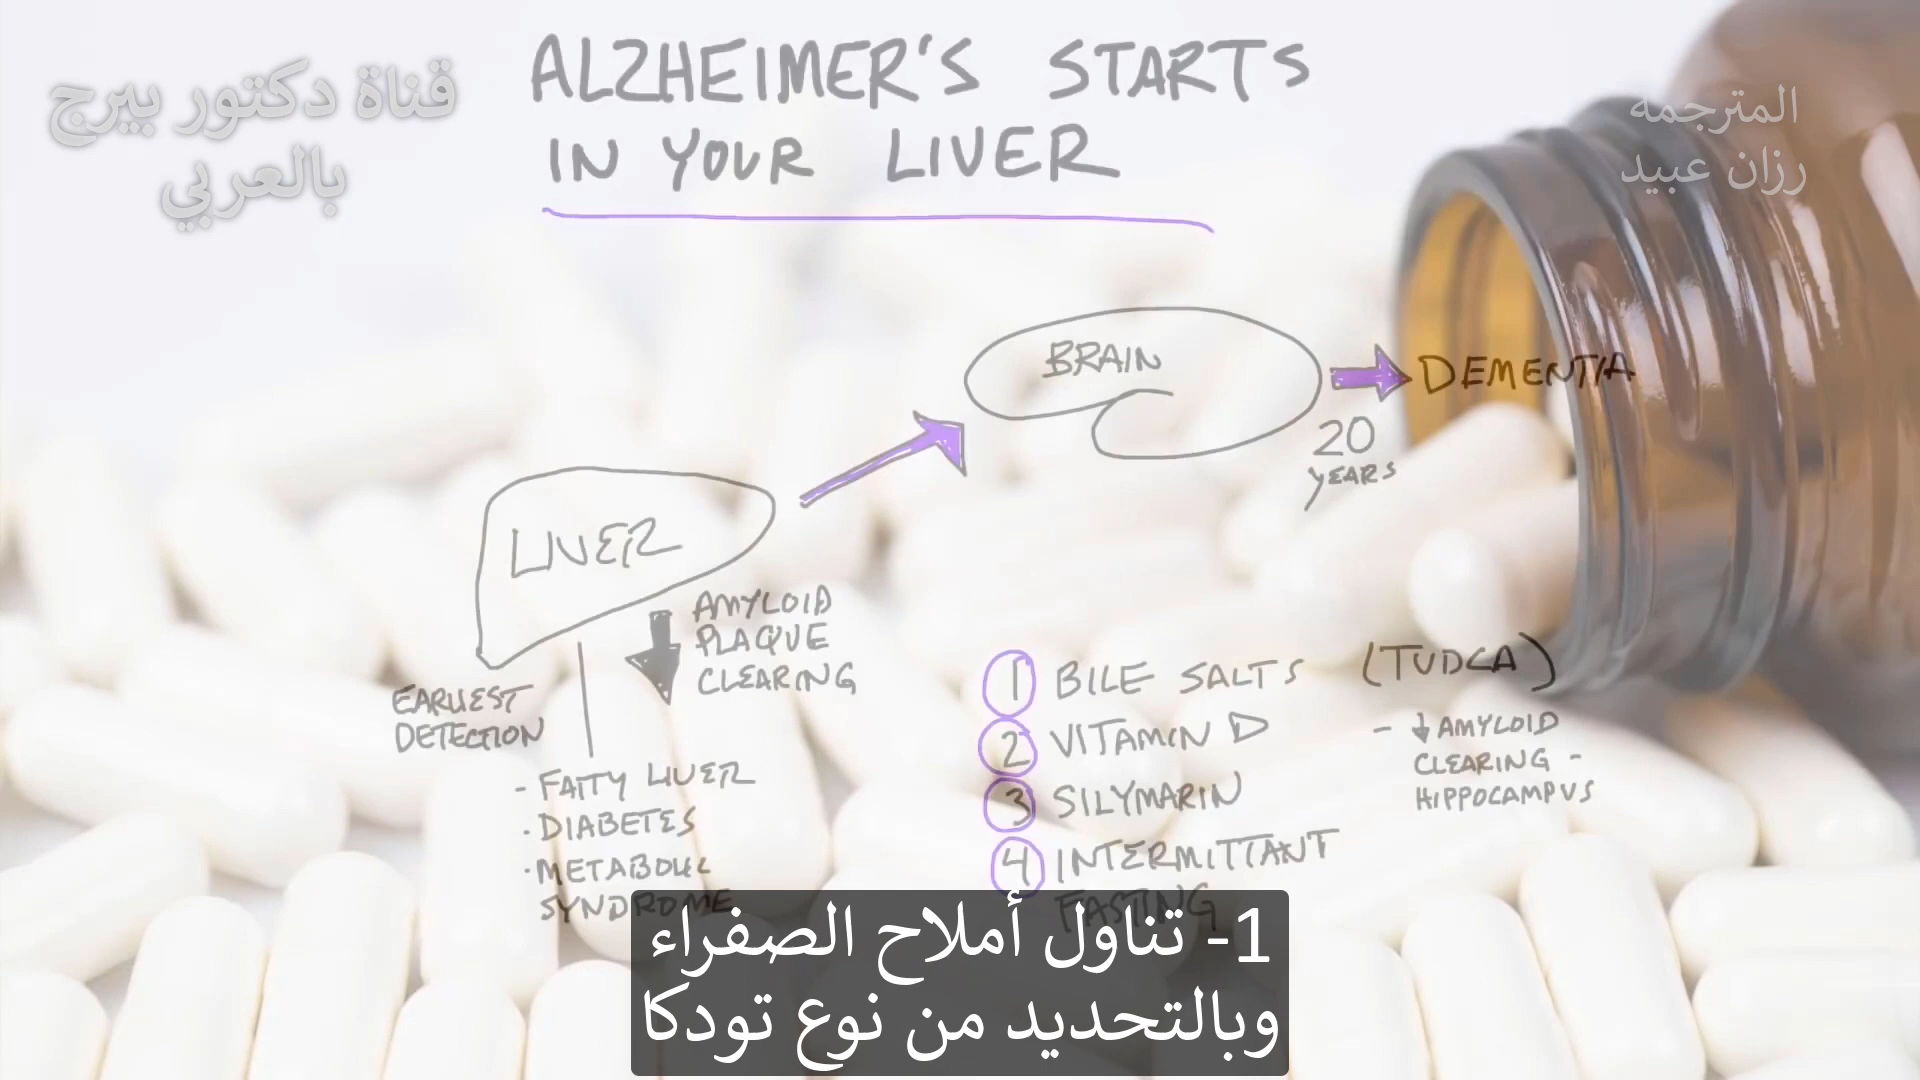 ALZHEIMER'S STARTS
IN YOUR LIVER
قناة دكتور بيرج
بالعربي
المترجمه
رزان عبيد
BRAIN
DEMENTIA
20
YEARS
LIVER
AMYLOID
PLAQUE
CLEARING
EARLIEST
DETECTION
- FATTY LIVER
· DIABETES
· METABOLIC
SYNDROME
1 BILE SALTS (TUDCA)
2 VITAMIN D
3 SILYMARIN
4 INTERMITTANT
FASTING
- ↓ AMYLOID
CLEARING -
HIPPOCAMPUS
1- تناول أملاح الصفراء
وبالتحديد من نوع تودكا